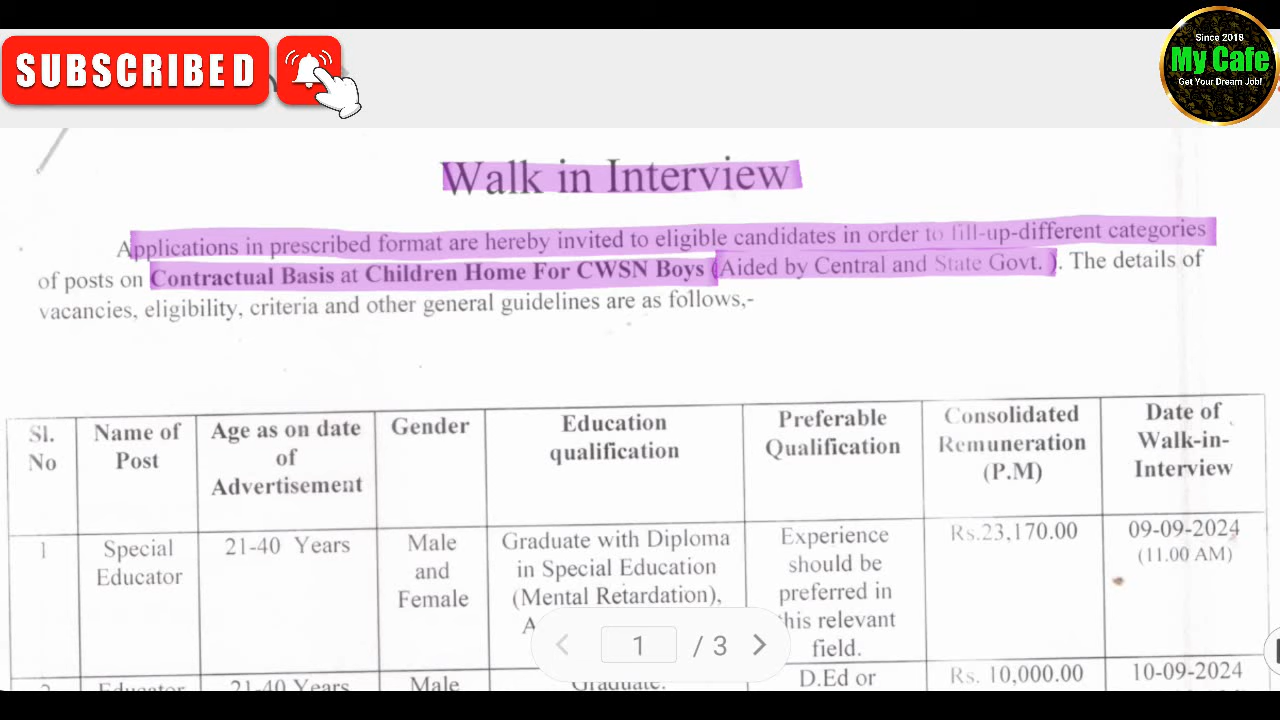 SUBSCRIBED
Since 2018
My Cafe
Get Your Dream Job!
Walk in Interview
Applications in prescribed format are hereby invited to eligible candidates in order to fill-up-different categories
of posts on Contractual Basis at Children Home For CWSN Boys (Aided by Central and State Govt. ). The details of
vacancies, eligibility, criteria and other general guidelines are as follows,-
Sl. No
Name of Post
Age as on date of Advertisement
Gender
Education qualification
Preferable Qualification
Consolidated Remuneration (P.M)
Date of Walk-in-Interview
1
Special Educator
21-40 Years
Male and Female
Graduate with Diploma
in Special Education
(Mental Retardation),
Experience should be preferred in this relevant field.
Rs.23,170.00
09-09-2024
(11.00 AM)
2
Educator
21-40 Years
Male
Graduate.
D.Ed or
Rs. 10,000.00
10-09-2024
1 / 3